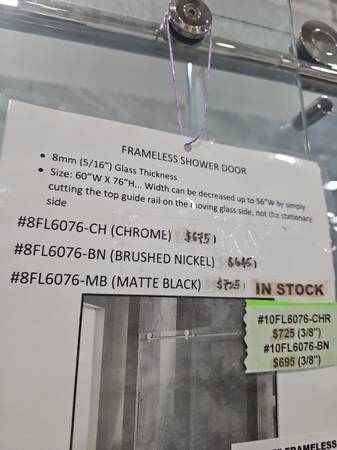 FRAMELESS SHOWER DOOR
• 8mm (5/16") Glass Thickness
• Size: 60"W X 76"H... Width can be decreased up to 56"W by simply
cutting the top guide rail on the moving glass side, not the stationary
side
#8FL6076-CH (CHROME) $675)
#8FL6076-BN (BRUSHED NICKEL) $695)
#8FL6076-MB (MATTE BLACK) $725) IN STOCK
#10FL6076-CHR
$725 (3/8")
#10FL6076-BN
$695 (3/8")
FRAMELESS